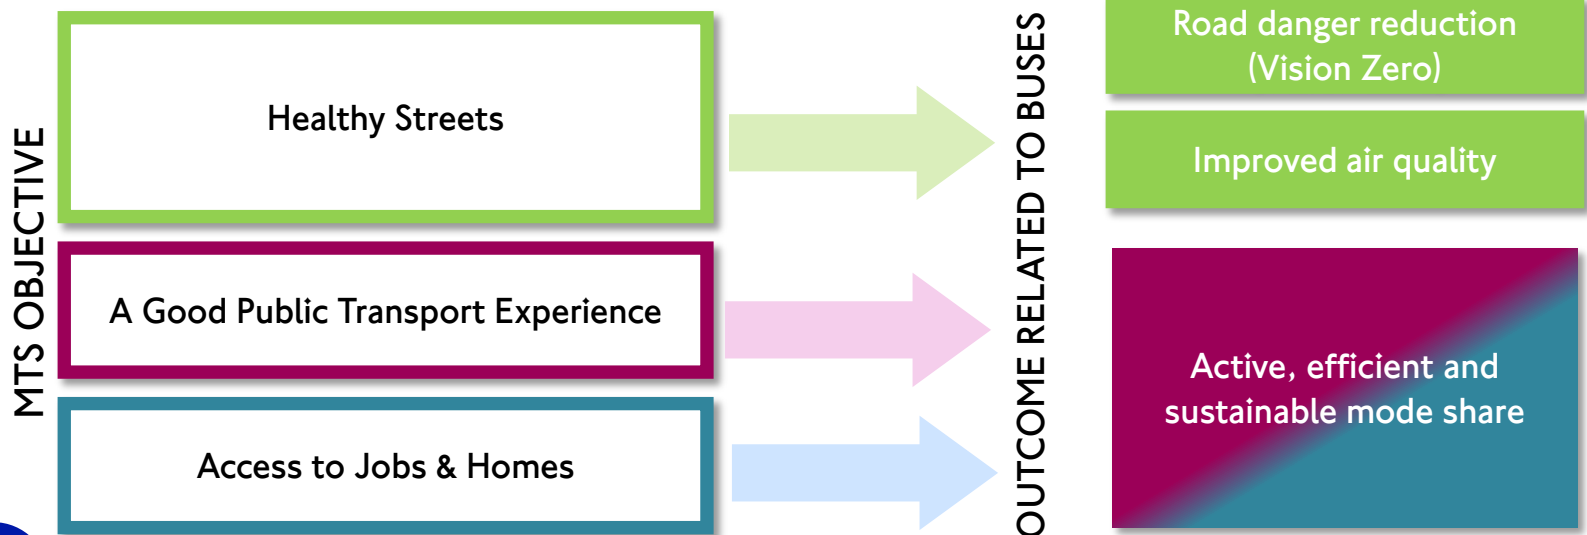 MTS OBJECTIVE
Healthy Streets
A Good Public Transport Experience
Access to Jobs & Homes
OUTCOME RELATED TO BUSES
Road danger reduction
(Vision Zero)
Improved air quality
Active, efficient and
sustainable mode share